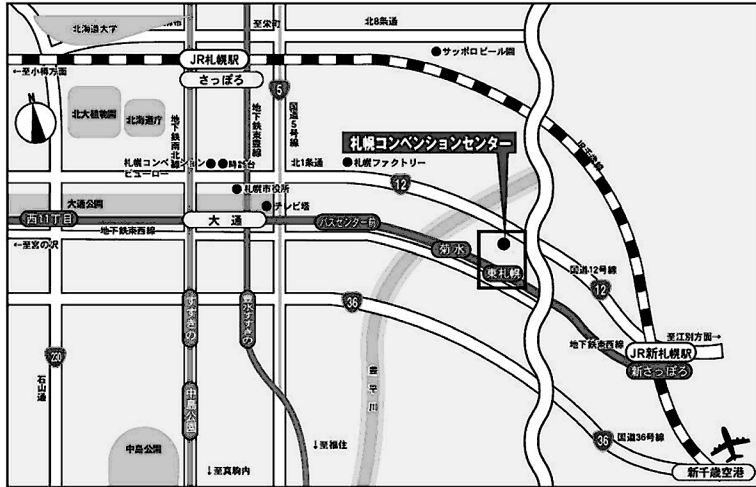 北海道大学
至栄町
北8条通
サッポロビール園
JR札幌駅
←至小樽方面
さっぽろ
5
国道5号線
N
北大植物園
北海道庁
地下鉄南北線
地下鉄東豊線
JR千歳線
札幌コンベンションセンター
札幌コンベンション
ビューロー
時計台
北1条通
札幌ファクトリー
12
札幌市役所
大通公園
テレビ塔
西11丁目
大通
バスセンター前
地下鉄東西線
菊水
←至宮の沢
東札幌
国道12号線
12
すすきの
豊水すすきの
36
地下鉄東西線
至江別方面→
JR新札幌駅
新さっぽろ
230
石山通
豊平川
中島公園
中島公園
↓至真駒内
↓至福住
36
国道36号線
新千歳空港